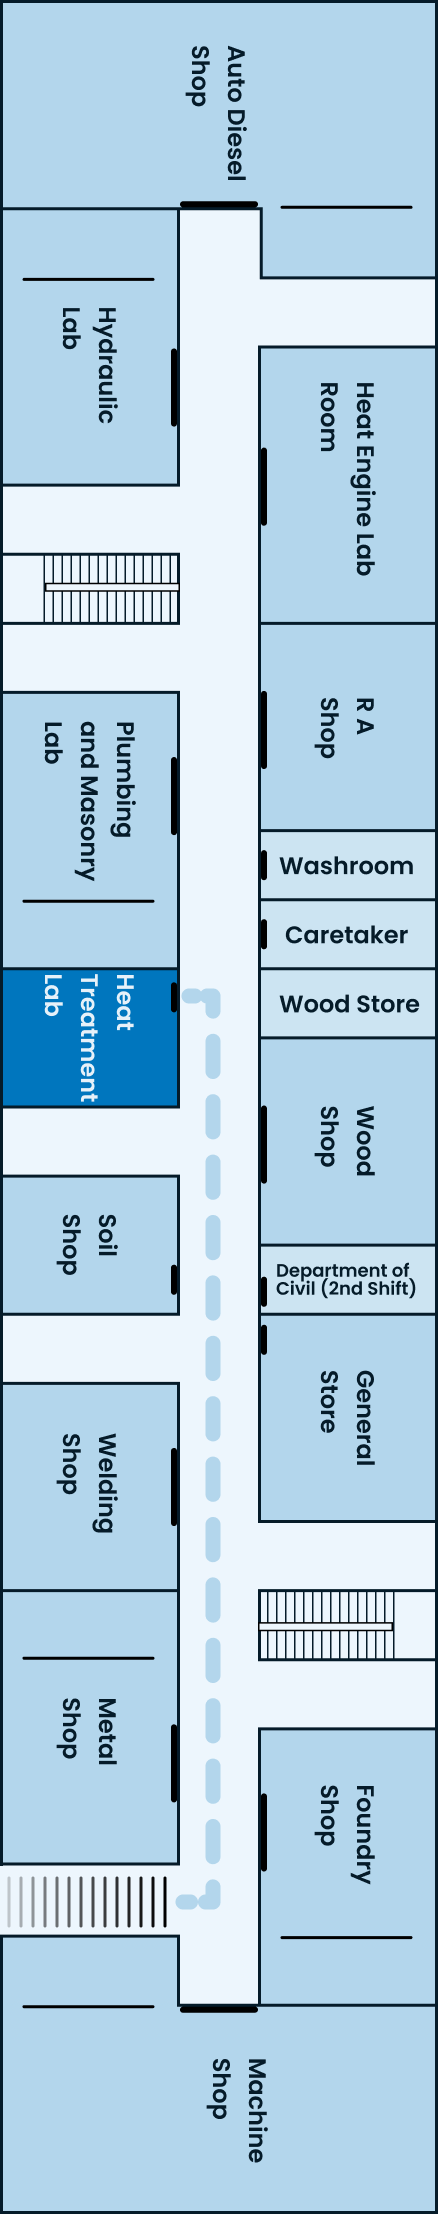 Auto Diesel
Shop
Hydraulic
Lab
Heat Engine Lab
Room
R A
Shop
Plumbing
and Masonry
Lab
Washroom
Caretaker
Heat
Treatment
Lab
Wood Store
Wood
Shop
Soil
Shop
Department of
Civil (2nd Shift)
General
Store
Welding
Shop
Metal
Shop
Foundry
Shop
Machine
Shop